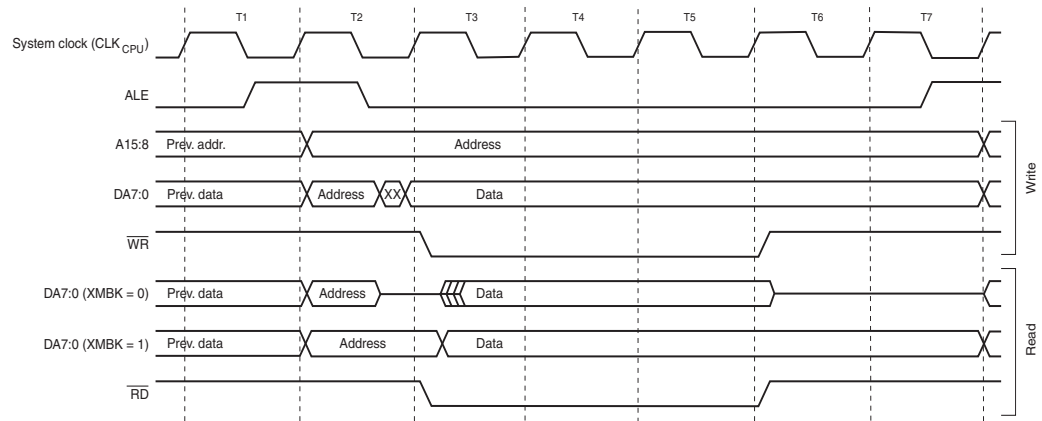 T1 T2 T3 T4 T5 T6 T7
System clock (CLKCPU)
ALE
A15:8 Prev. addr. Address
DA7:0 Prev. data Address XX Data
WR
Write
DA7:0 (XMBK = 0) Prev. data Address Data
DA7:0 (XMBK = 1) Prev. data Address Data
RD
Read